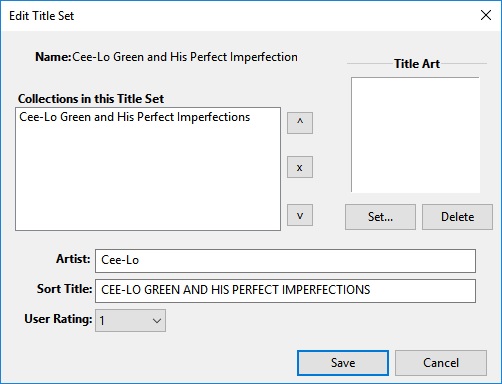 Edit Title Set
Name:Cee-Lo Green and His Perfect Imperfection
Title Art
Collections in this Title Set
Cee-Lo Green and His Perfect Imperfections
^
x
v
Set...
Delete
Artist: Cee-Lo
Sort Title: CEE-LO GREEN AND HIS PERFECT IMPERFECTIONS
User Rating: 1
Save
Cancel